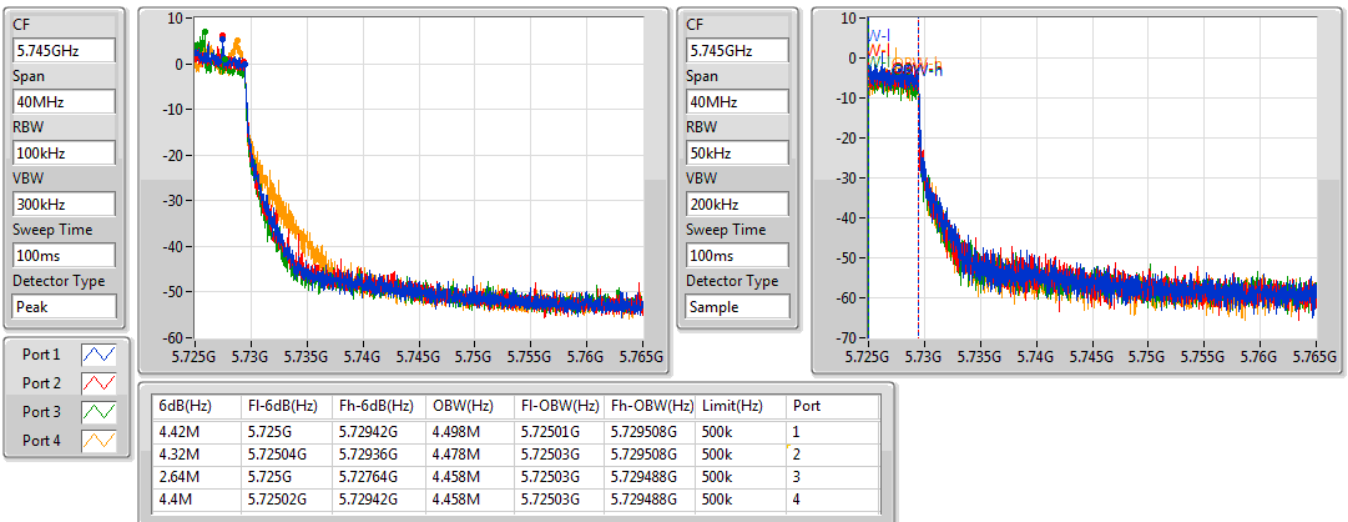 CF
5.745GHz
Span
40MHz
RBW
100kHz
VBW
300kHz
Sweep Time
100ms
Detector Type
Peak
10
0
-10
-20
-30
-40
-50
-60
5.725G 5.73G 5.735G 5.74G 5.745G 5.75G 5.755G 5.76G 5.765G
CF
5.745GHz
Span
40MHz
RBW
50kHz
VBW
200kHz
Sweep Time
100ms
Detector Type
Sample
10
0
-10
-20
-30
-40
-50
-60
-70
W-l
W-l
5.725G 5.73G 5.735G 5.74G 5.745G 5.75G 5.755G 5.76G 5.765G
Port 1
Port 2
Port 3
Port 4
6dB(Hz) Fl-6dB(Hz) Fh-6dB(Hz) OBW(Hz) Fl-OBW(Hz) Fh-OBW(Hz) Limit(Hz) Port
4.42M 5.725G 5.72942G 4.498M 5.72501G 5.729508G 500k 1
4.32M 5.72504G 5.72936G 4.478M 5.72503G 5.729508G 500k 2
2.64M 5.725G 5.72764G 4.458M 5.72503G 5.729488G 500k 3
4.4M 5.72502G 5.72942G 4.458M 5.72503G 5.729488G 500k 4